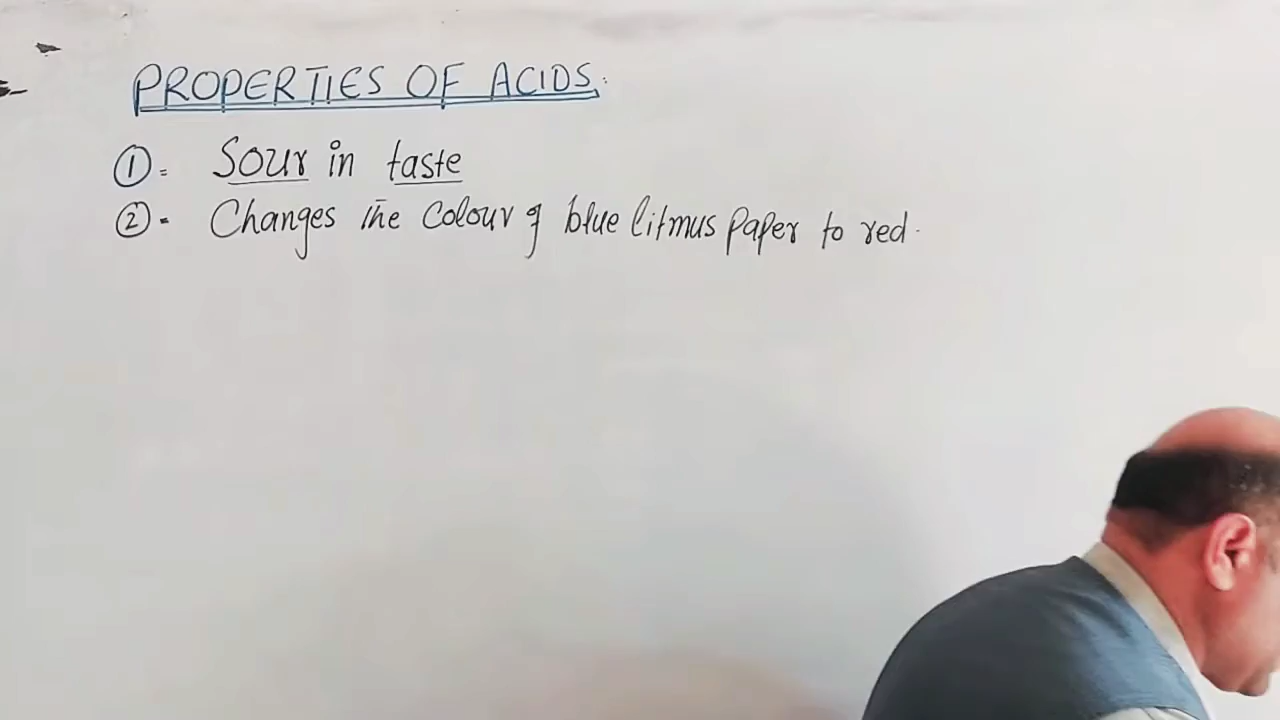 PROPERTIES OF ACIDS.
①= Sour in taste
②= Changes the colour of blue litmus paper to red.